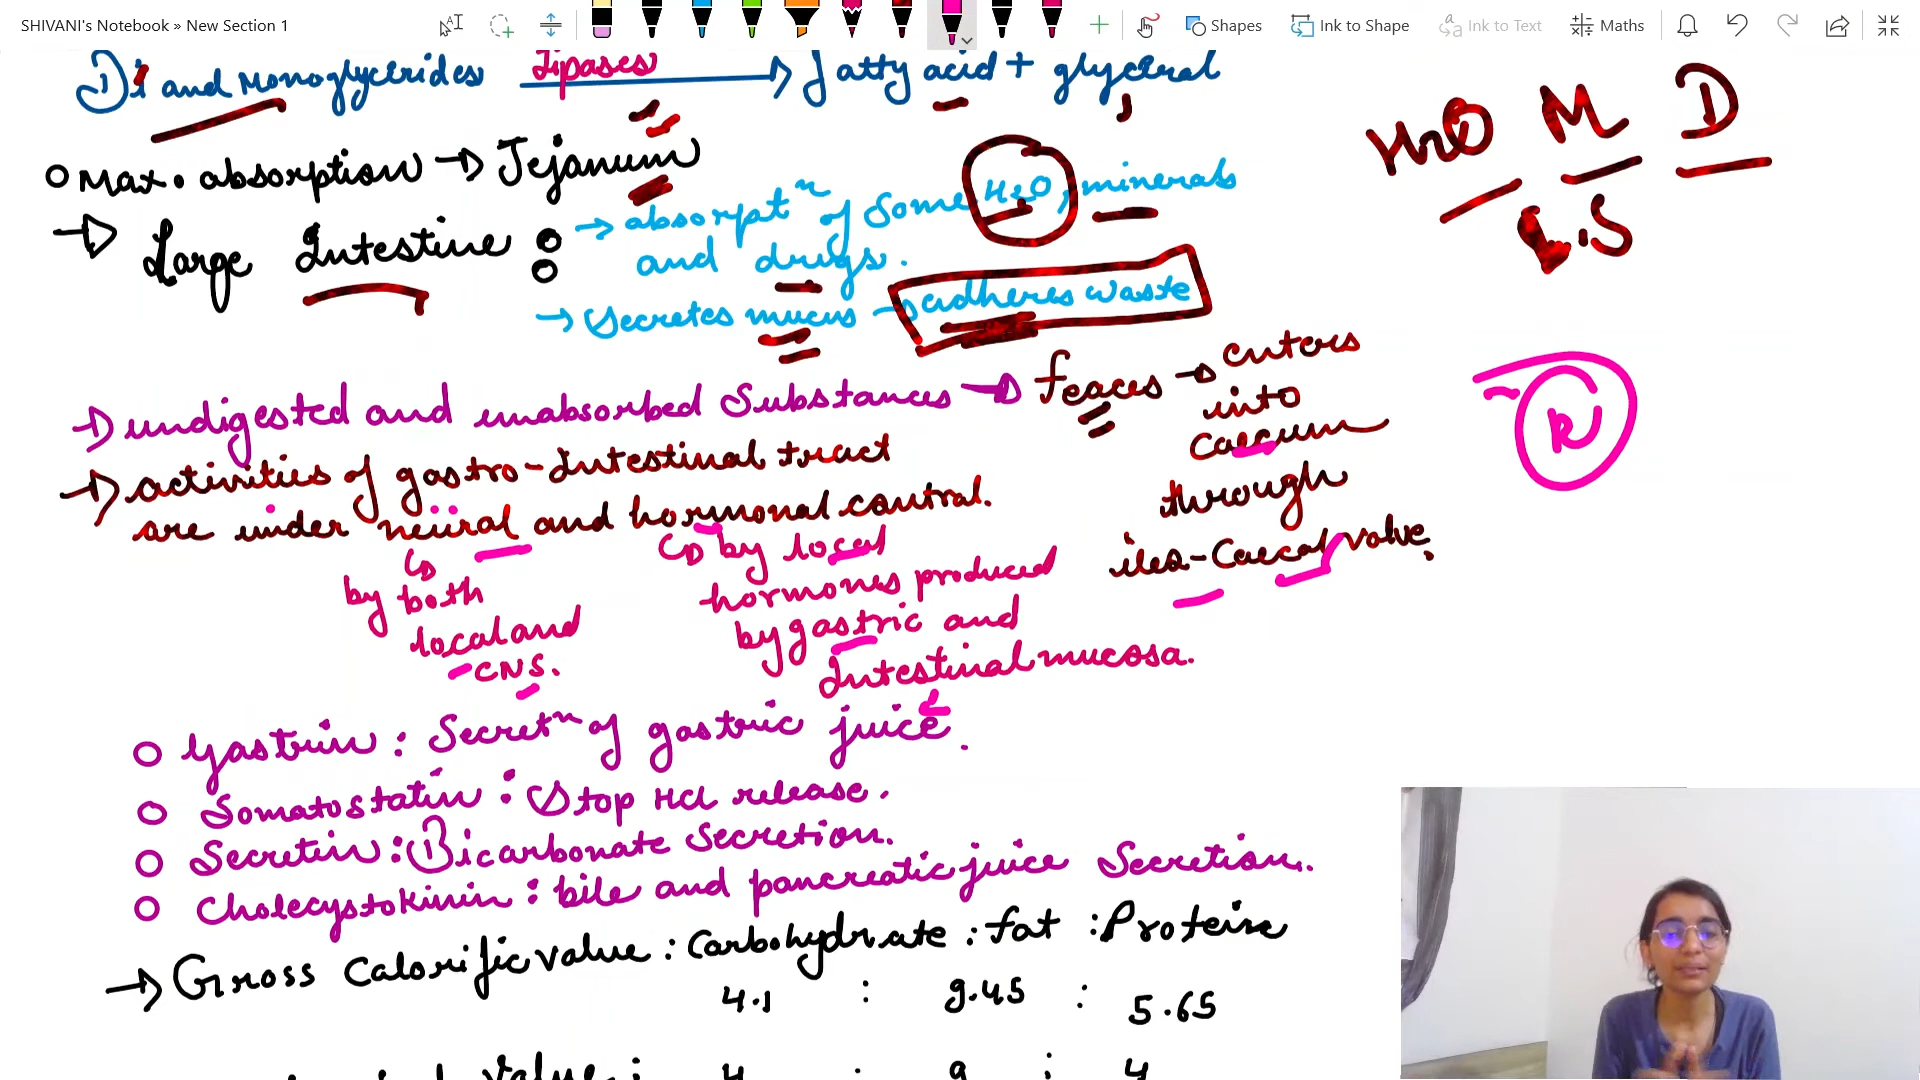 SHIVANI's Notebook » New Section 1
Shapes
Ink to Shape
Ink to Text
Maths
Di and Monoglycerides Lipases → fatty acid + glycerol
H2O M D
L.S
Max. absorption → Jejanum
→ Large Intestine :
→ absorptⁿ of Some H2O, minerals
and drugs.
→ Secretes mucus → adheres waste
→ undigested and unabsorbed Substances → feaces → enters
into
Caecum
through
ileo-Caecal valve.
R
→ activities of gastro-Intestinal tract
are under neural and hormonal control.
by both
local and
CNS.
by local
hormones produced
by gastric and
Intestinal mucosa.
Gastrin : Secretⁿ of gastric juice.
Somatostatin : Stop HCl release.
Secretin : Bicarbonate Secretion.
Cholecystokinin : bile and pancreatic juice Secretion.
→ Gross Calorific value : Carbohydrate : fat : Proteins
4.1 : 9.45 : 5.65
value :
4 : 9 : 4